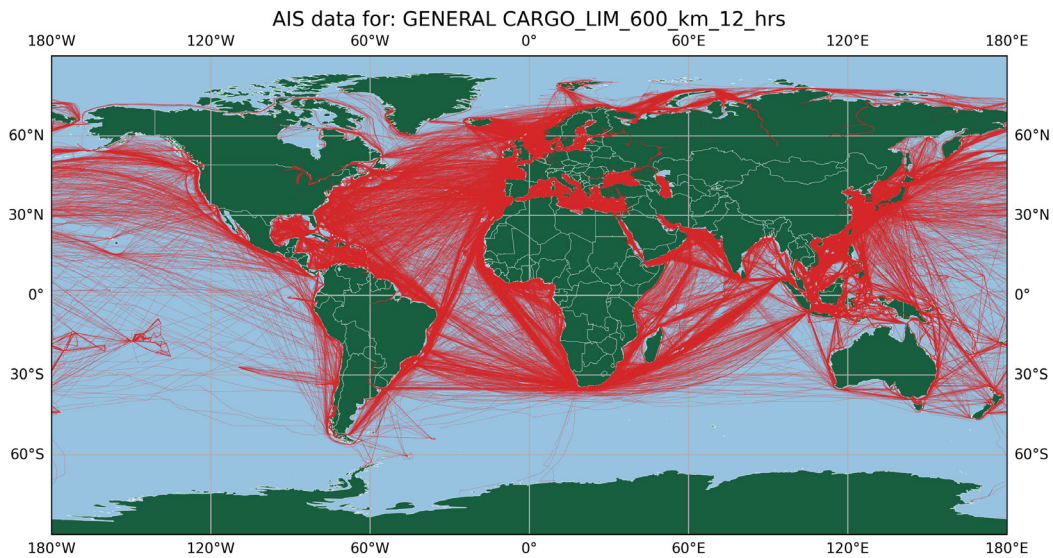 AIS data for: GENERAL CARGO_LIM_600_km_12_hrs
180°W 120°W 60°W 0° 60°E 120°E 180°E
60°N 60°N
30°N 30°N
0° 0°
30°S 30°S
60°S 60°S
180°W 120°W 60°W 0° 60°E 120°E 180°E